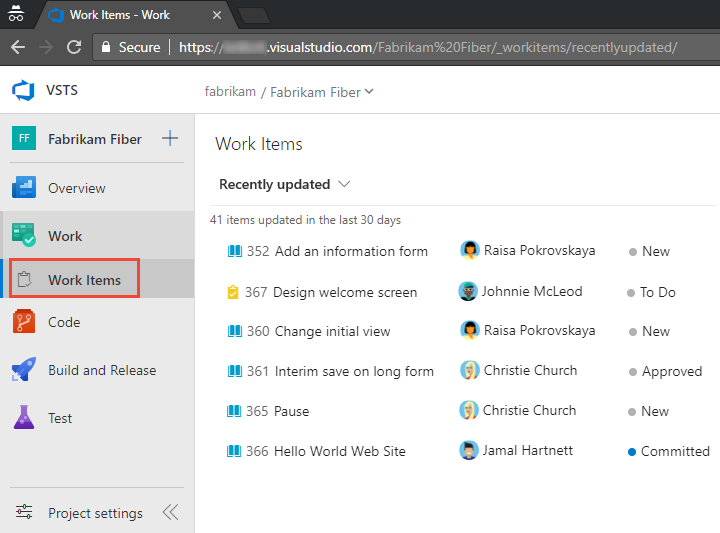 Work Items - Work
Secure https:// .visualstudio.com/Fabrikam%20Fiber/_workitems/recentlyupdated/
VSTS
fabrikam / Fabrikam Fiber
FF Fabrikam Fiber
Overview
Work
Work Items
Code
Build and Release
Test
Project settings
Work Items
Recently updated
41 items updated in the last 30 days
352 Add an information form Raisa Pokrovskaya New
367 Design welcome screen Johnnie McLeod To Do
360 Change initial view Raisa Pokrovskaya New
361 Interim save on long form Christie Church Approved
365 Pause Christie Church New
366 Hello World Web Site Jamal Hartnett Committed